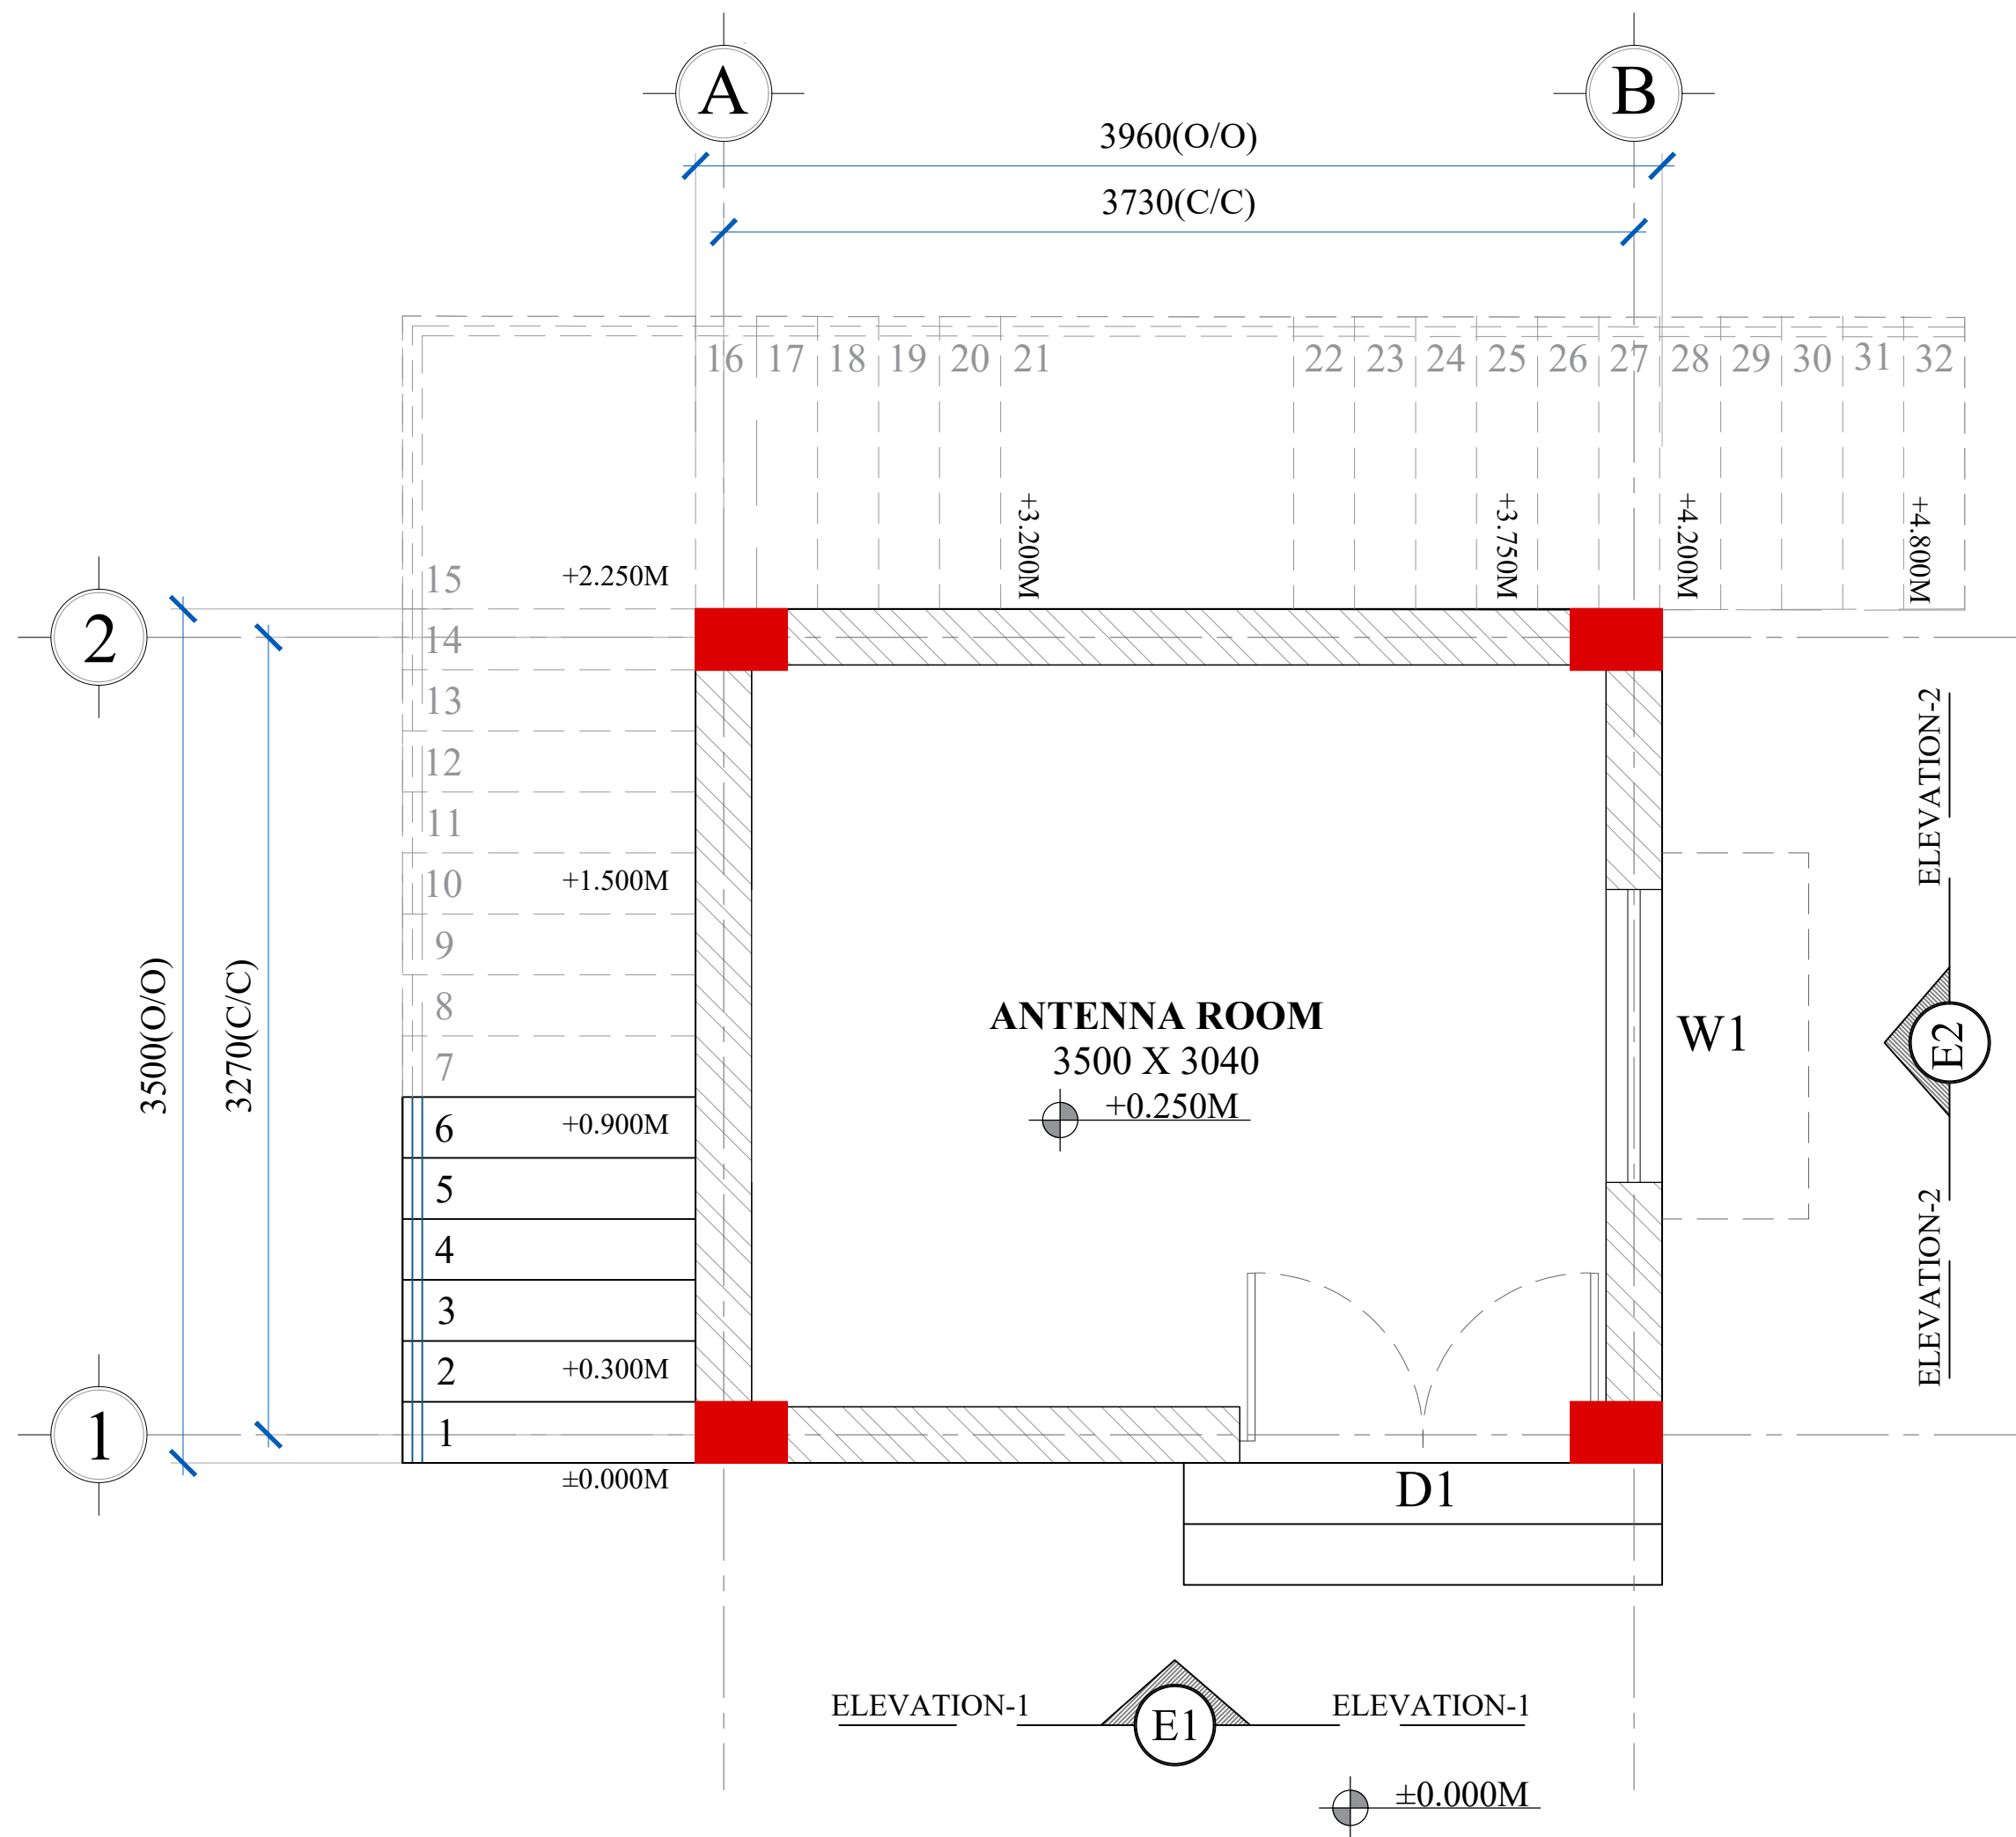 A
B
3960(O/O)
3730(C/C)
16 17 18 19 20 21 22 23 24 25 26 27 28 29 30 31 32
+3.200M
+3.750M
+4.200M
+4.800M
15 +2.250M
2
14
13
12
11
10 +1.500M
9
8
7
6 +0.900M
5
4
3
2 +0.300M
1
±0.000M
1
3500(O/O)
3270(C/C)
ANTENNA ROOM
3500 X 3040
+0.250M
W1
ELEVATION-2
E2
ELEVATION-2
D1
ELEVATION-1
E1
ELEVATION-1
±0.000M